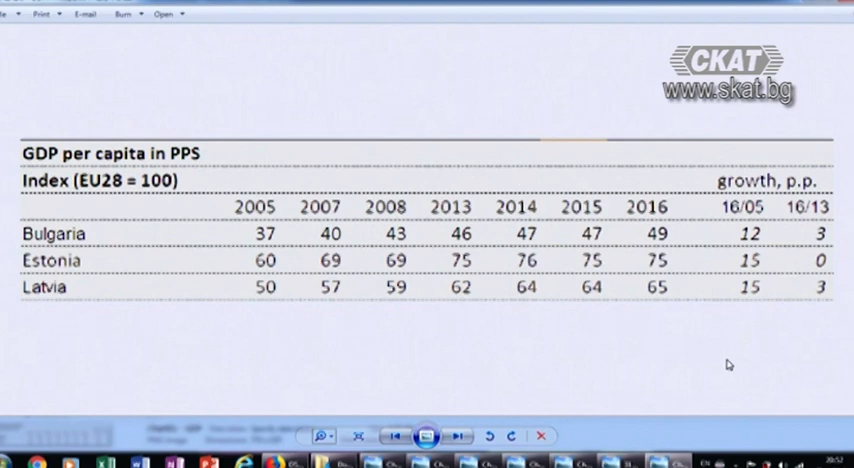 Print E-mail Burn Open
СКАТ
www.skat.bg
GDP per capita in PPS
Index (EU28 = 100) growth, p.p.
2005 2007 2008 2013 2014 2015 2016 16/05 16/13
Bulgaria 37 40 43 46 47 47 49 12 3
Estonia 60 69 69 75 76 75 75 15 0
Latvia 50 57 59 62 64 64 65 15 3
EN 20:52